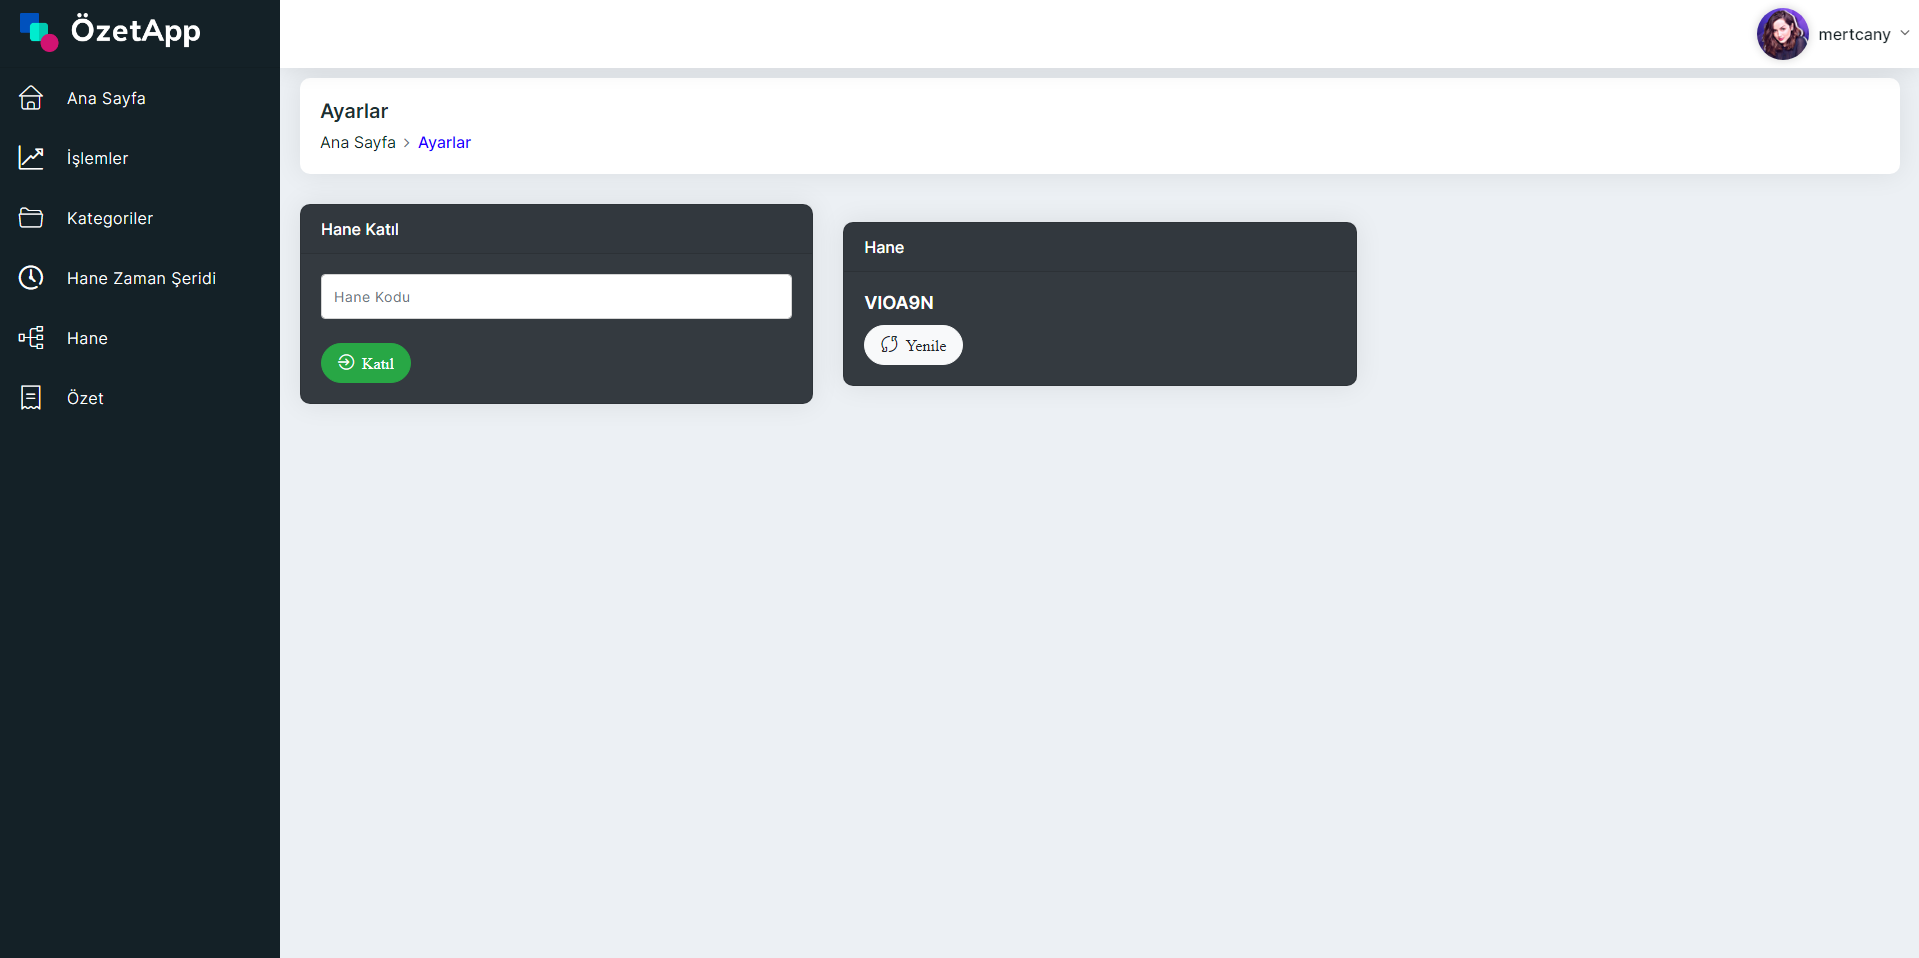 ÖzetApp
mertcany
Ana Sayfa
İşlemler
Kategoriler
Hane Zaman Şeridi
Hane
Özet
Ayarlar
Ana Sayfa > Ayarlar
Hane Katıl
Hane Kodu
Katıl
Hane
VIOA9N
Yenile